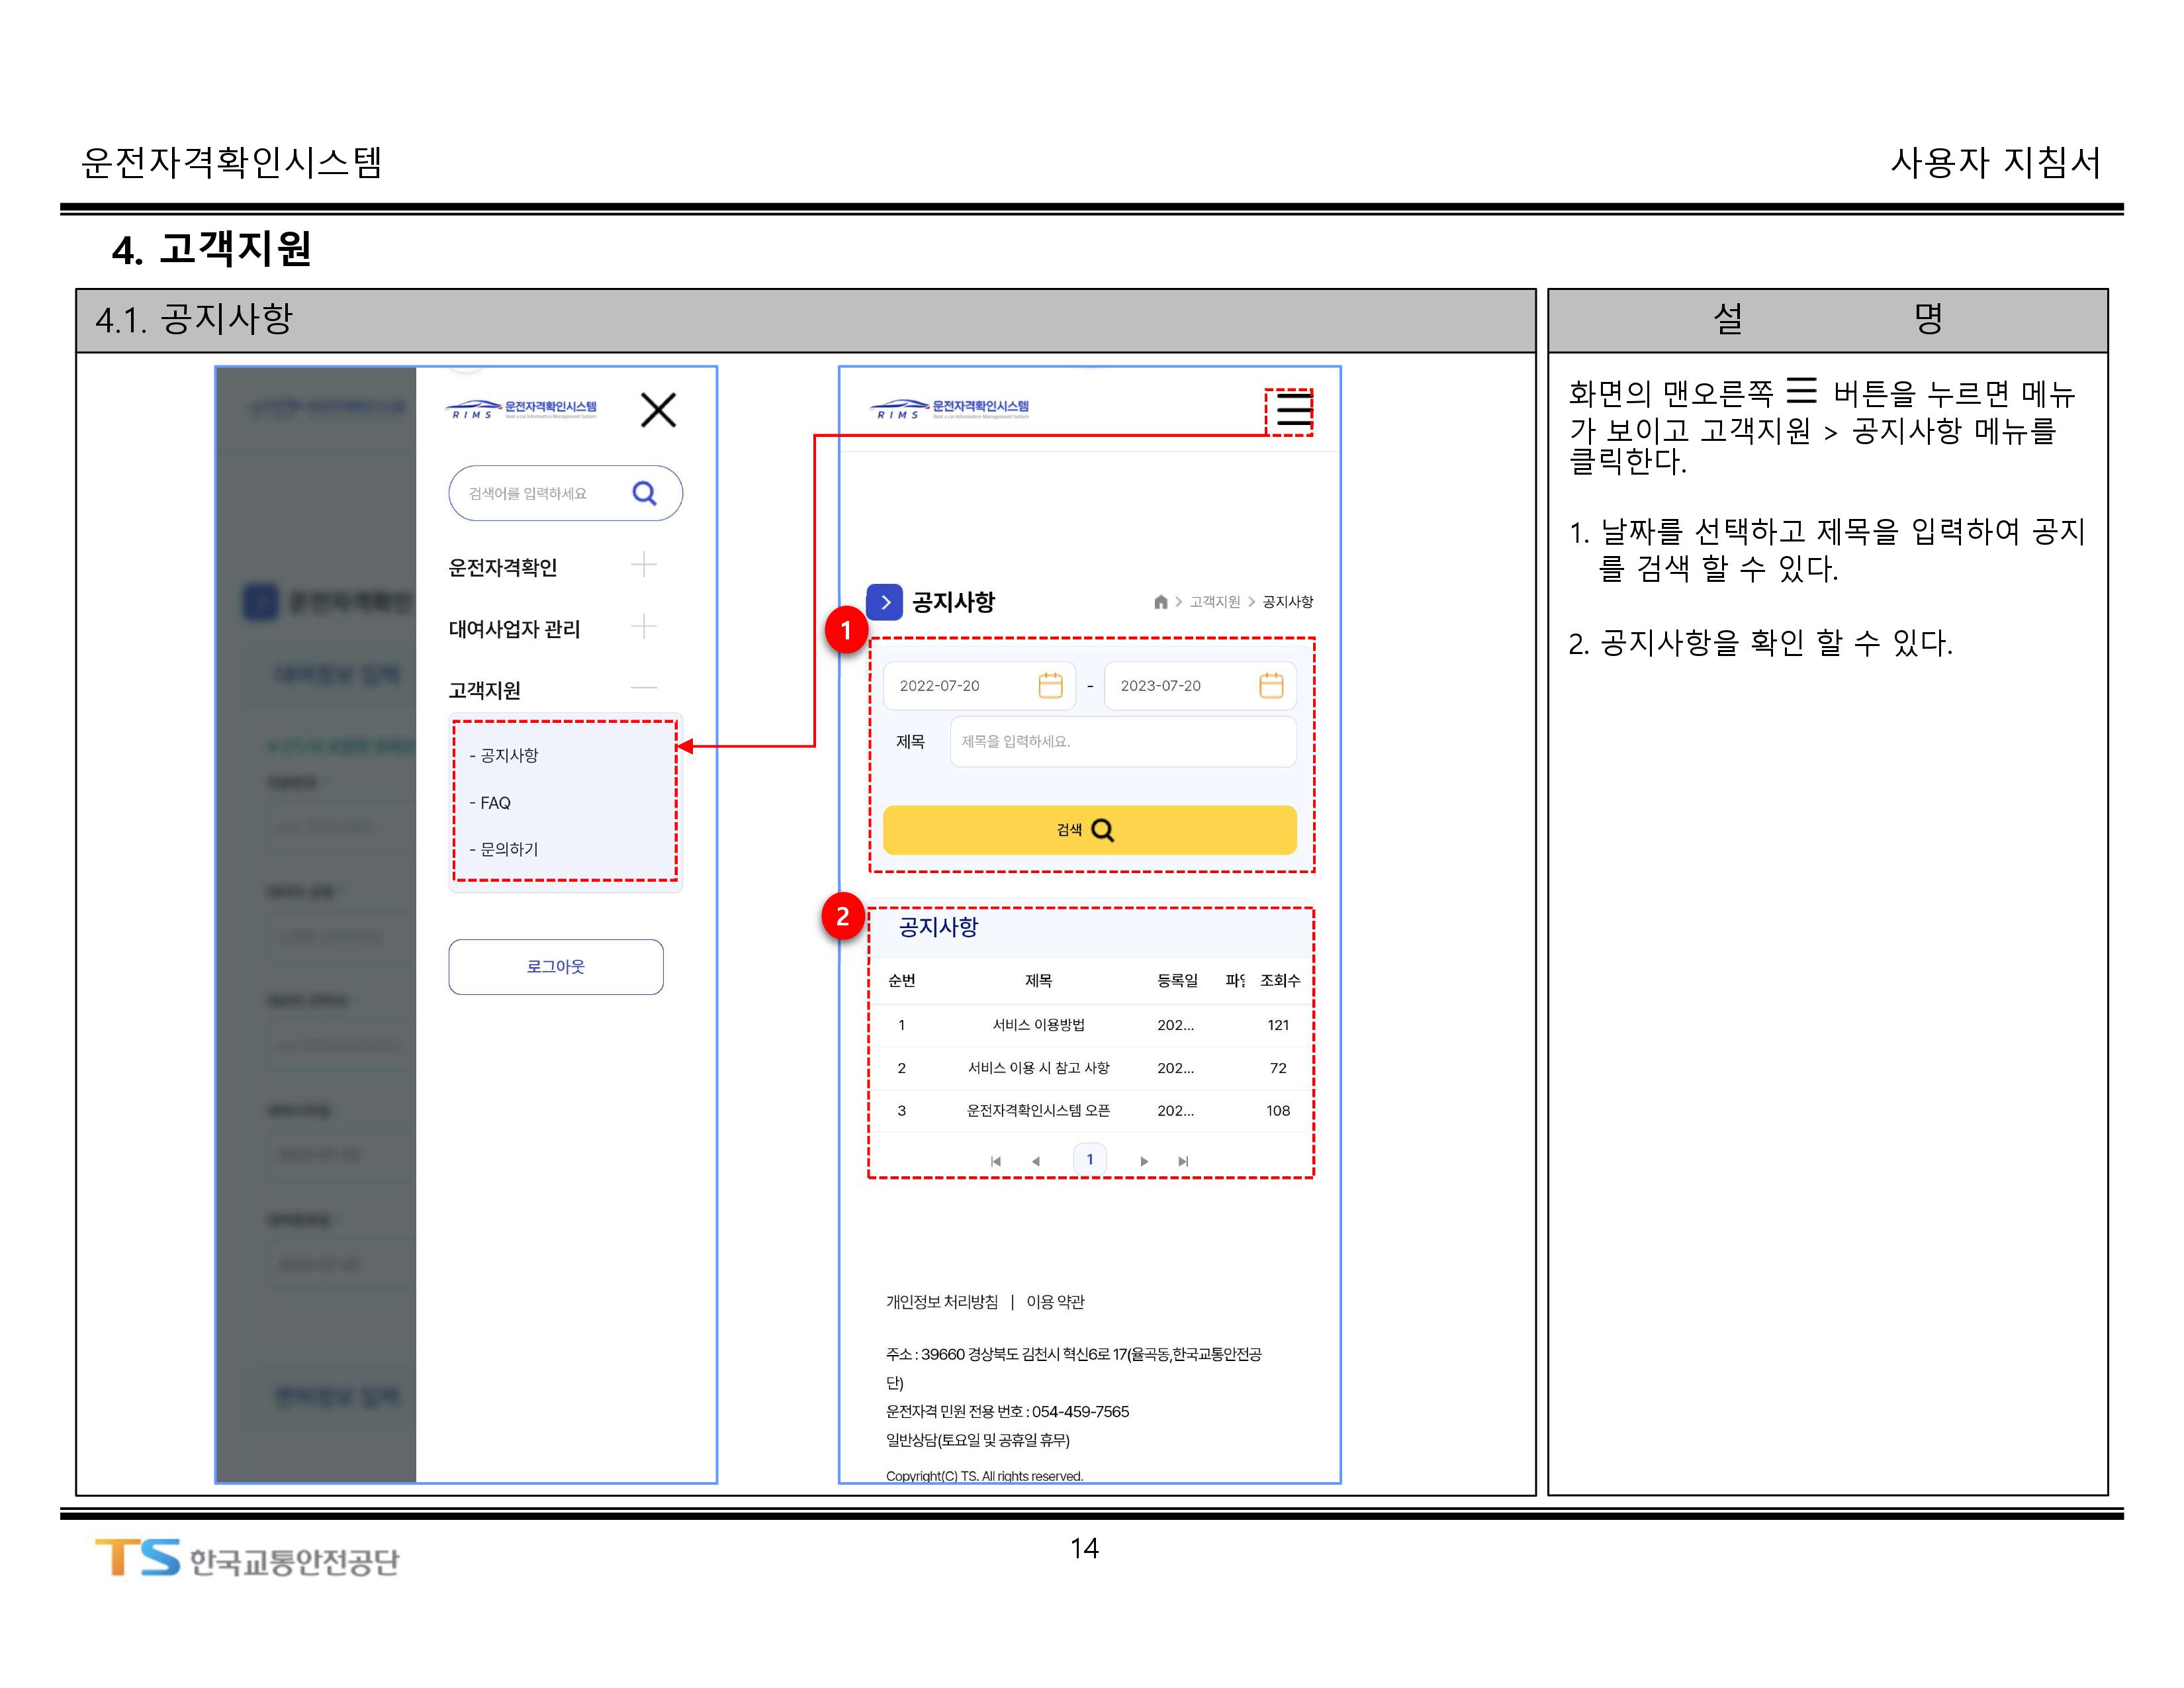 운전자격확인시스템
사용자 지침서
4. 고객지원
4.1. 공지사항
RIMS 운전자격확인시스템
검색어를 입력하세요
운전자격확인
대여사업자 관리
고객지원
- 공지사항
- FAQ
- 문의하기
로그아웃
RIMS 운전자격확인시스템
1
공지사항
고객지원 > 공지사항
2022-07-20 - 2023-07-20
제목 제목을 입력하세요.
검색
2
공지사항
순번 제목 등록일 조회수
1 서비스 이용방법 202... 121
2 서비스 이용 시 참고 사항 202... 72
3 운전자격확인시스템 오픈 202... 108
1
개인정보 처리방침 | 이용 약관
주소 : 39660 경상북도 김천시 혁신6로 17(율곡동,한국교통안전공
단)
운전자격 민원 전용 번호 : 054-459-7565
일반상담(토요일 및 공휴일 휴무)
Copyright(C) TS. All rights reserved.
설 명
화면의 맨오른쪽 버튼을 누르면 메뉴
가 보이고 고객지원 > 공지사항 메뉴를
클릭한다.
1. 날짜를 선택하고 제목을 입력하여 공지
를 검색 할 수 있다.
2. 공지사항을 확인 할 수 있다.
TS 한국교통안전공단
14